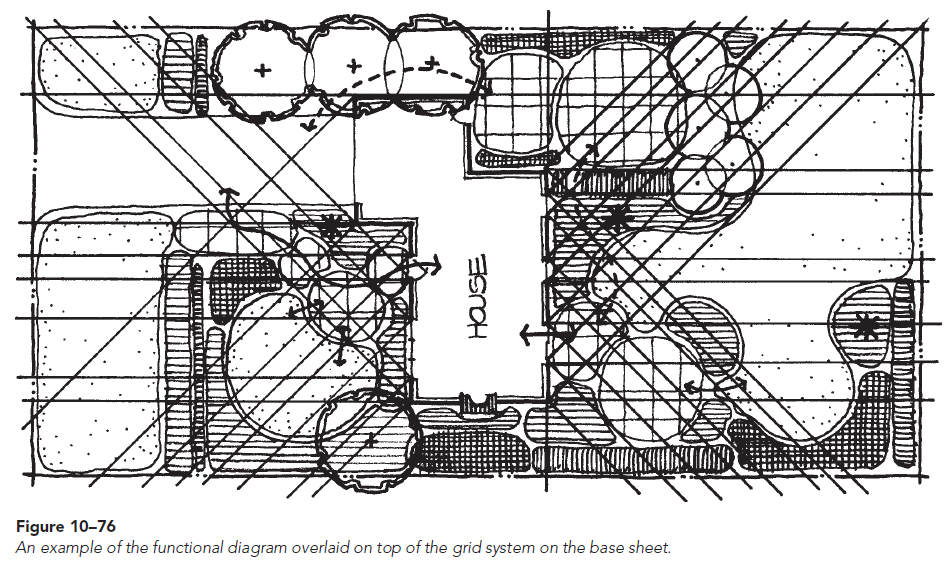 HOUSE
Figure 10–76
An example of the functional diagram overlaid on top of the grid system on the base sheet.